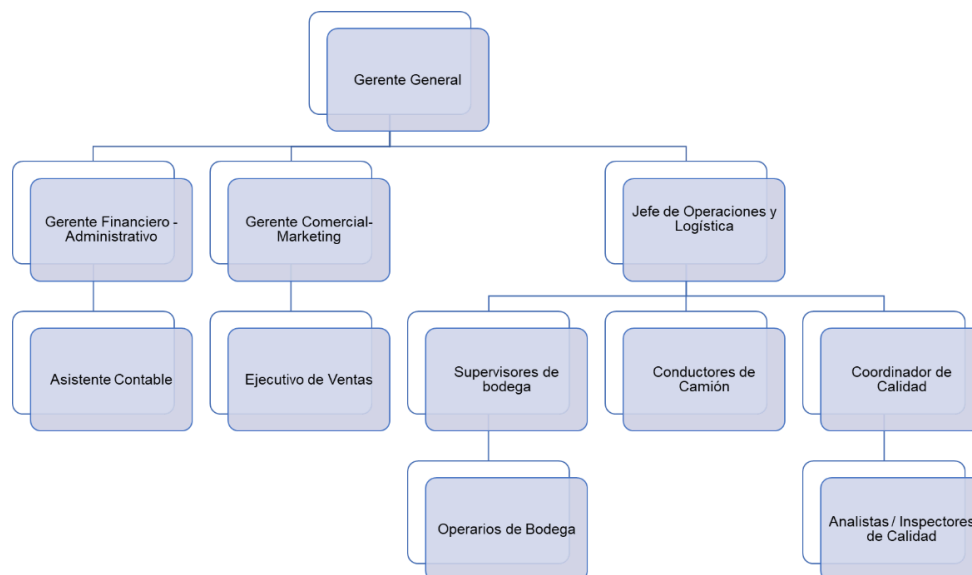 Gerente General
Gerente Financiero -
Administrativo
Gerente Comercial-
Marketing
Jefe de Operaciones y
Logística
Asistente Contable
Ejecutivo de Ventas
Supervisores de
bodega
Conductores de
Camión
Coordinador de
Calidad
Operarios de Bodega
Analistas / Inspectores
de Calidad